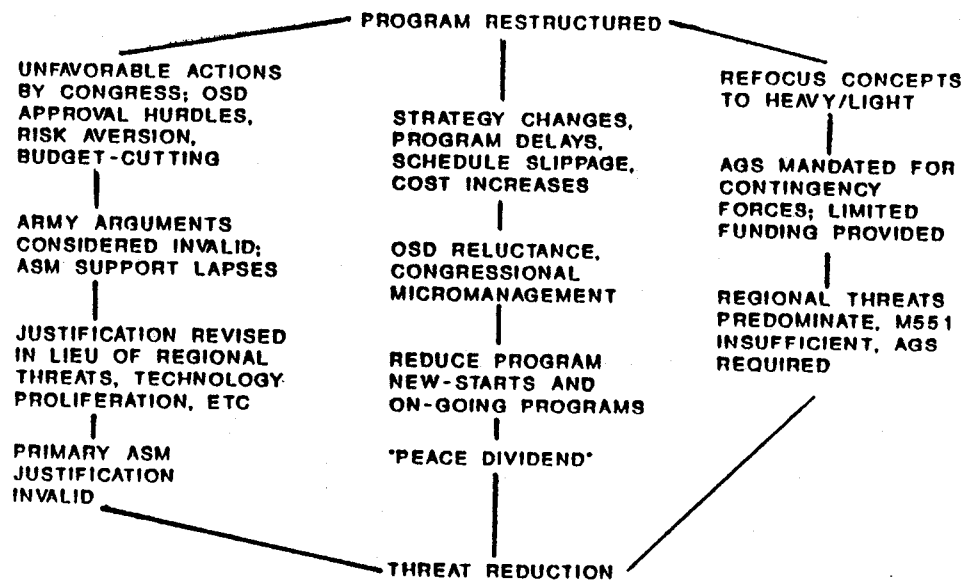 PROGRAM RESTRUCTURED
UNFAVORABLE ACTIONS
BY CONGRESS; OSD
APPROVAL HURDLES,
RISK AVERSION,
BUDGET-CUTTING
ARMY ARGUMENTS
CONSIDERED INVALID;
ASM SUPPORT LAPSES
JUSTIFICATION REVISED
IN LIEU OF REGIONAL
THREATS, TECHNOLOGY
PROLIFERATION, ETC
PRIMARY ASM
JUSTIFICATION
INVALID
STRATEGY CHANGES,
PROGRAM DELAYS,
SCHEDULE SLIPPAGE,
COST INCREASES
OSD RELUCTANCE,
CONGRESSIONAL
MICROMANAGEMENT
REDUCE PROGRAM
NEW-STARTS AND
ON-GOING PROGRAMS
"PEACE DIVIDEND"
REFOCUS CONCEPTS
TO HEAVY/LIGHT
AGS MANDATED FOR
CONTINGENCY
FORCES; LIMITED
FUNDING PROVIDED
REGIONAL THREATS
PREDOMINATE, M551
INSUFFICIENT, AGS
REQUIRED
THREAT REDUCTION